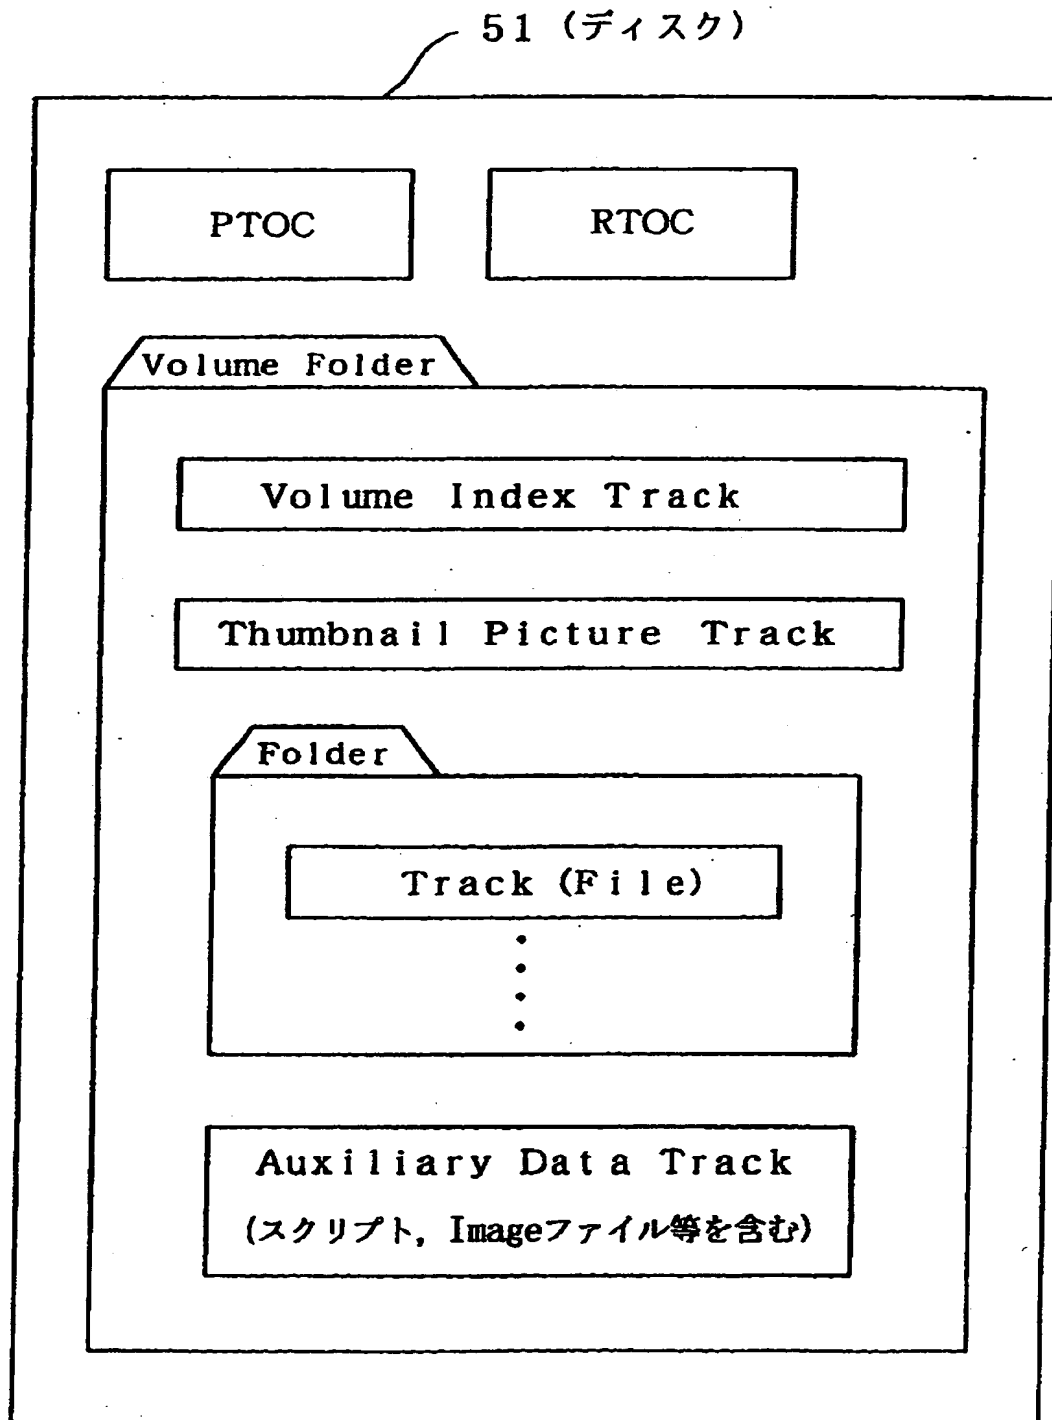 51 (ディスク)
PTOC
RTOC
Volume Folder
Volume Index Track
Thumbnail Picture Track
Folder
Track (File)
Auxiliary Data Track
(スクリプト, Imageファイル等を含む)